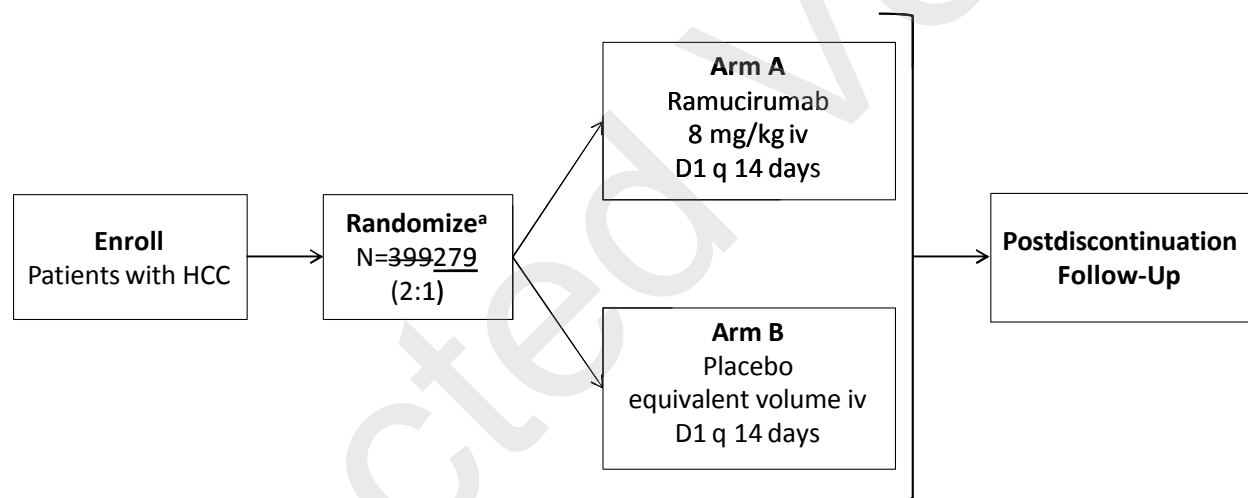 Enroll
Patients with HCC
Randomizeᵃ
N=399279
(2:1)
Arm A
Ramucirumab
8 mg/kg iv
D1 q 14 days
Arm B
Placebo
equivalent volume iv
D1 q 14 days
Postdiscontinuation
Follow-Up